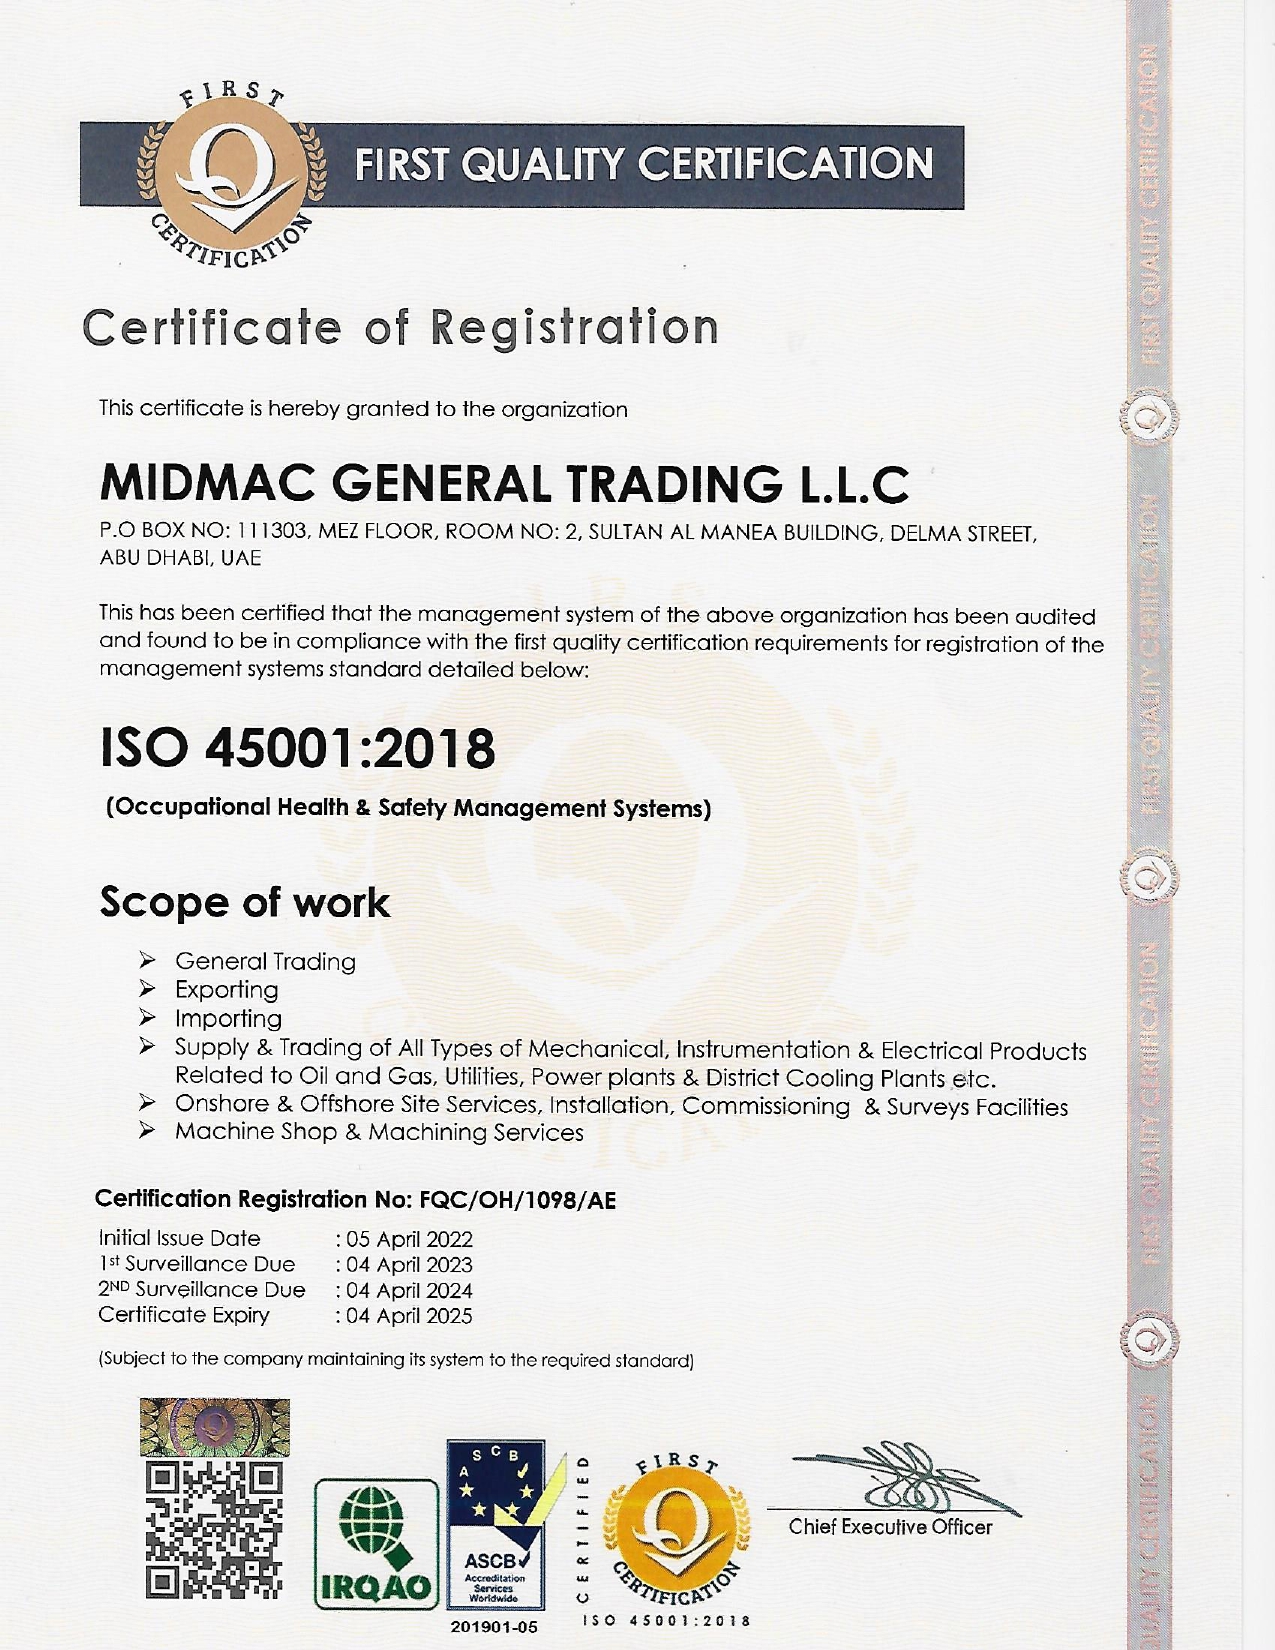 FIRST
CERTIFICATION
FIRST QUALITY CERTIFICATION
Certificate of Registration
This certificate is hereby granted to the organization
MIDMAC GENERAL TRADING L.L.C
P.O BOX NO: 111303, MEZ FLOOR, ROOM NO: 2, SULTAN AL MANEA BUILDING, DELMA STREET,
ABU DHABI, UAE
This has been certified that the management system of the above organization has been audited
and found to be in compliance with the first quality certification requirements for registration of the
management systems standard detailed below:
ISO 45001:2018
(Occupational Health & Safety Management Systems)
Scope of work
➢ General Trading
➢ Exporting
➢ Importing
➢ Supply & Trading of All Types of Mechanical, Instrumentation & Electrical Products
Related to Oil and Gas, Utilities, Power plants & District Cooling Plants etc.
➢ Onshore & Offshore Site Services, Installation, Commissioning & Surveys Facilities
➢ Machine Shop & Machining Services
Certification Registration No: FQC/OH/1098/AE
Initial Issue Date : 05 April 2022
1st Surveillance Due : 04 April 2023
2ND Surveillance Due : 04 April 2024
Certificate Expiry : 04 April 2025
(Subject to the company maintaining its system to the required standard)
IRQAO
ASCB
ASCB
Accreditation
Services
Worldwide
201901-05
CERTIFIED
FIRST
CERTIFICATION
ISO 45001:2018
Chief Executive Officer
FIRST QUALITY CERTIFICATION
FIRST QUALITY CERTIFICATION
FIRST QUALITY CERTIFICATION
QUALITY CERTIFICATION